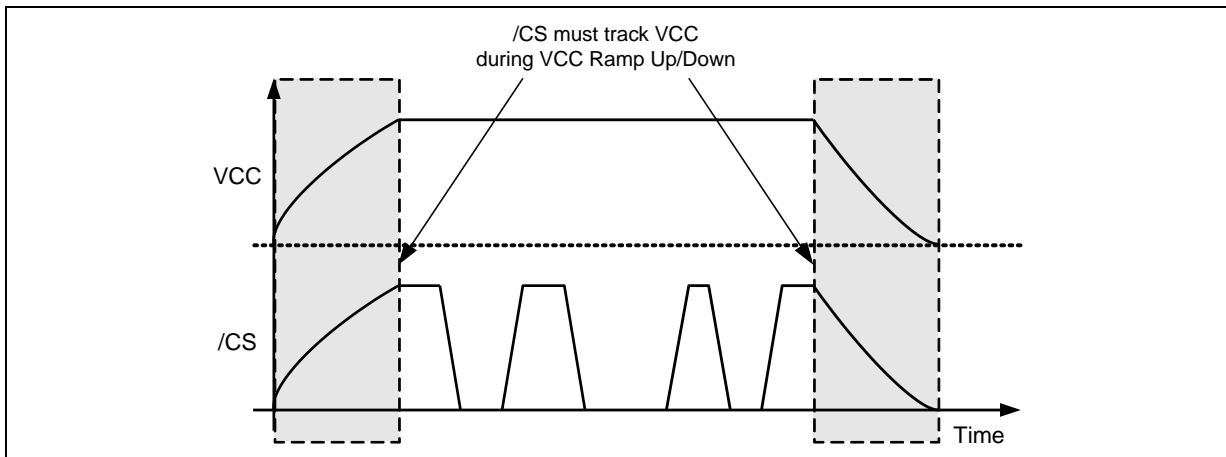 /CS must track VCC
during VCC Ramp Up/Down
VCC
/CS
Time